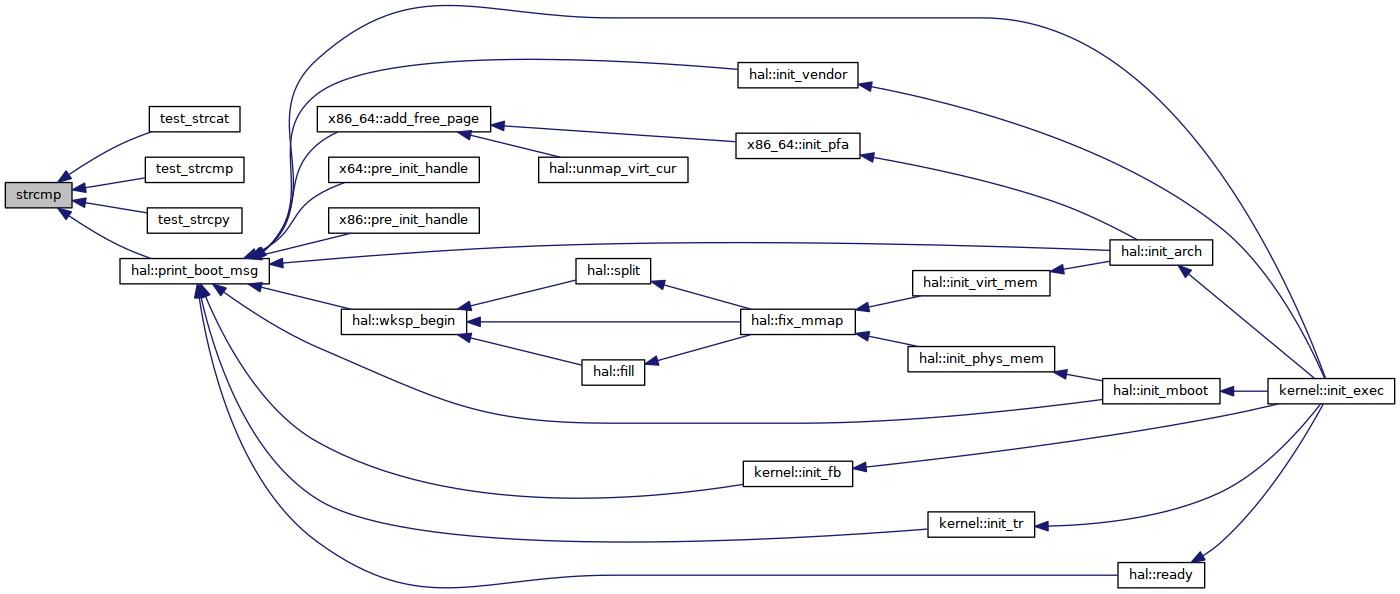 strcmp
test_strcat
test_strcmp
test_strcpy
hal::print_boot_msg
x86_64::add_free_page
x64::pre_init_handle
x86::pre_init_handle
hal::wksp_begin
hal::unmap_virt_cur
hal::split
hal::fill
hal::init_vendor
x86_64::init_pfa
hal::fix_mmap
kernel::init_fb
hal::init_virt_mem
hal::init_phys_mem
kernel::init_tr
hal::init_arch
hal::init_mboot
hal::ready
kernel::init_exec